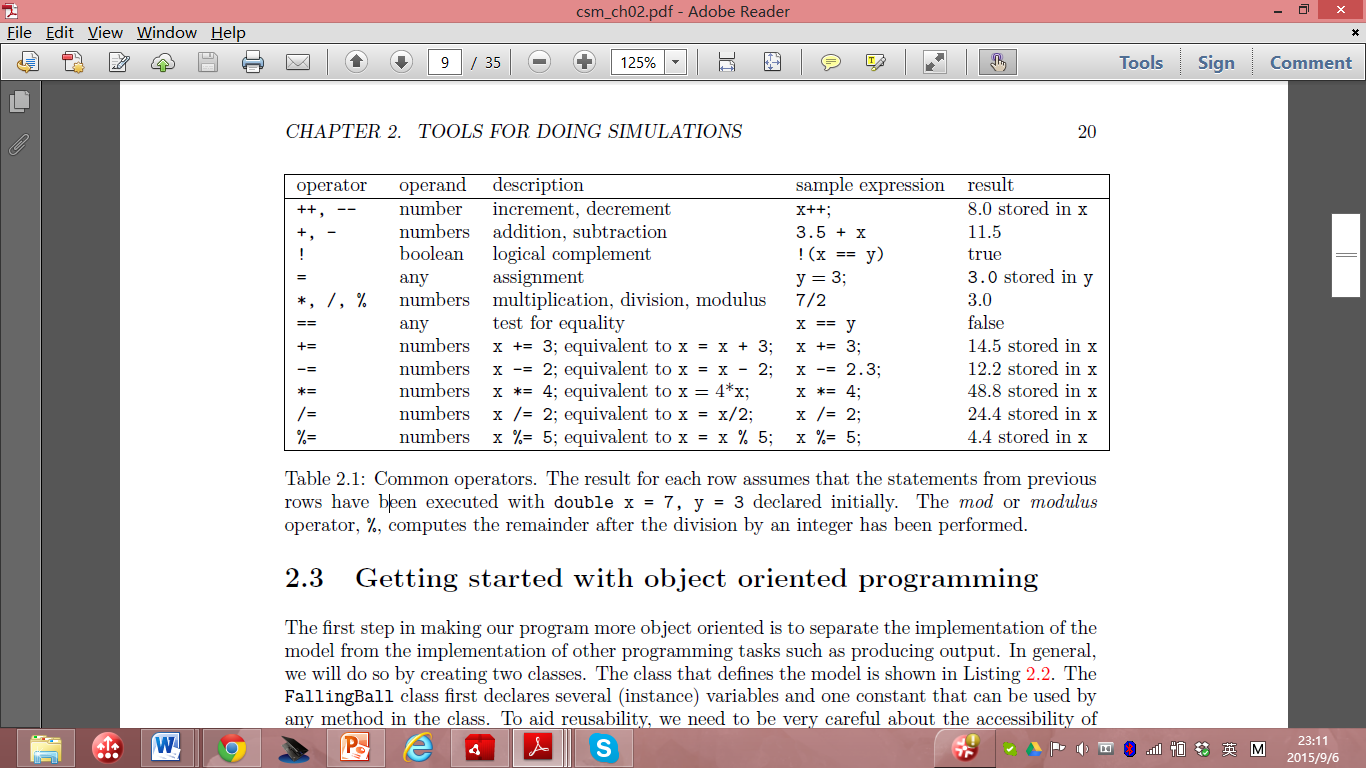 csm_ch02.pdf - Adobe Reader
File Edit View Window Help
9 / 35 125% Tools Sign Comment
CHAPTER 2. TOOLS FOR DOING SIMULATIONS 20
operator operand description sample expression result
++, -- number increment, decrement x++; 8.0 stored in x
+, - numbers addition, subtraction 3.5 + x 11.5
! boolean logical complement !(x == y) true
= any assignment y = 3; 3.0 stored in y
*, /, % numbers multiplication, division, modulus 7/2 3.0
== any test for equality x == y false
+= numbers x += 3; equivalent to x = x + 3; x += 3; 14.5 stored in x
-= numbers x -= 2; equivalent to x = x - 2; x -= 2.3; 12.2 stored in x
*= numbers x *= 4; equivalent to x = 4*x; x *= 4; 48.8 stored in x
/= numbers x /= 2; equivalent to x = x/2; x /= 2; 24.4 stored in x
%= numbers x %= 5; equivalent to x = x % 5; x %= 5; 4.4 stored in x
Table 2.1: Common operators. The result for each row assumes that the statements from previous
rows have been executed with double x = 7, y = 3 declared initially. The mod or modulus
operator, %, computes the remainder after the division by an integer has been performed.
2.3 Getting started with object oriented programming
The first step in making our program more object oriented is to separate the implementation of the
model from the implementation of other programming tasks such as producing output. In general,
we will do so by creating two classes. The class that defines the model is shown in Listing 2.2. The
FallingBall class first declares several (instance) variables and one constant that can be used by
any method in the class. To aid reusability, we need to be very careful about the accessibility of
英 M 23:11
2015/9/6